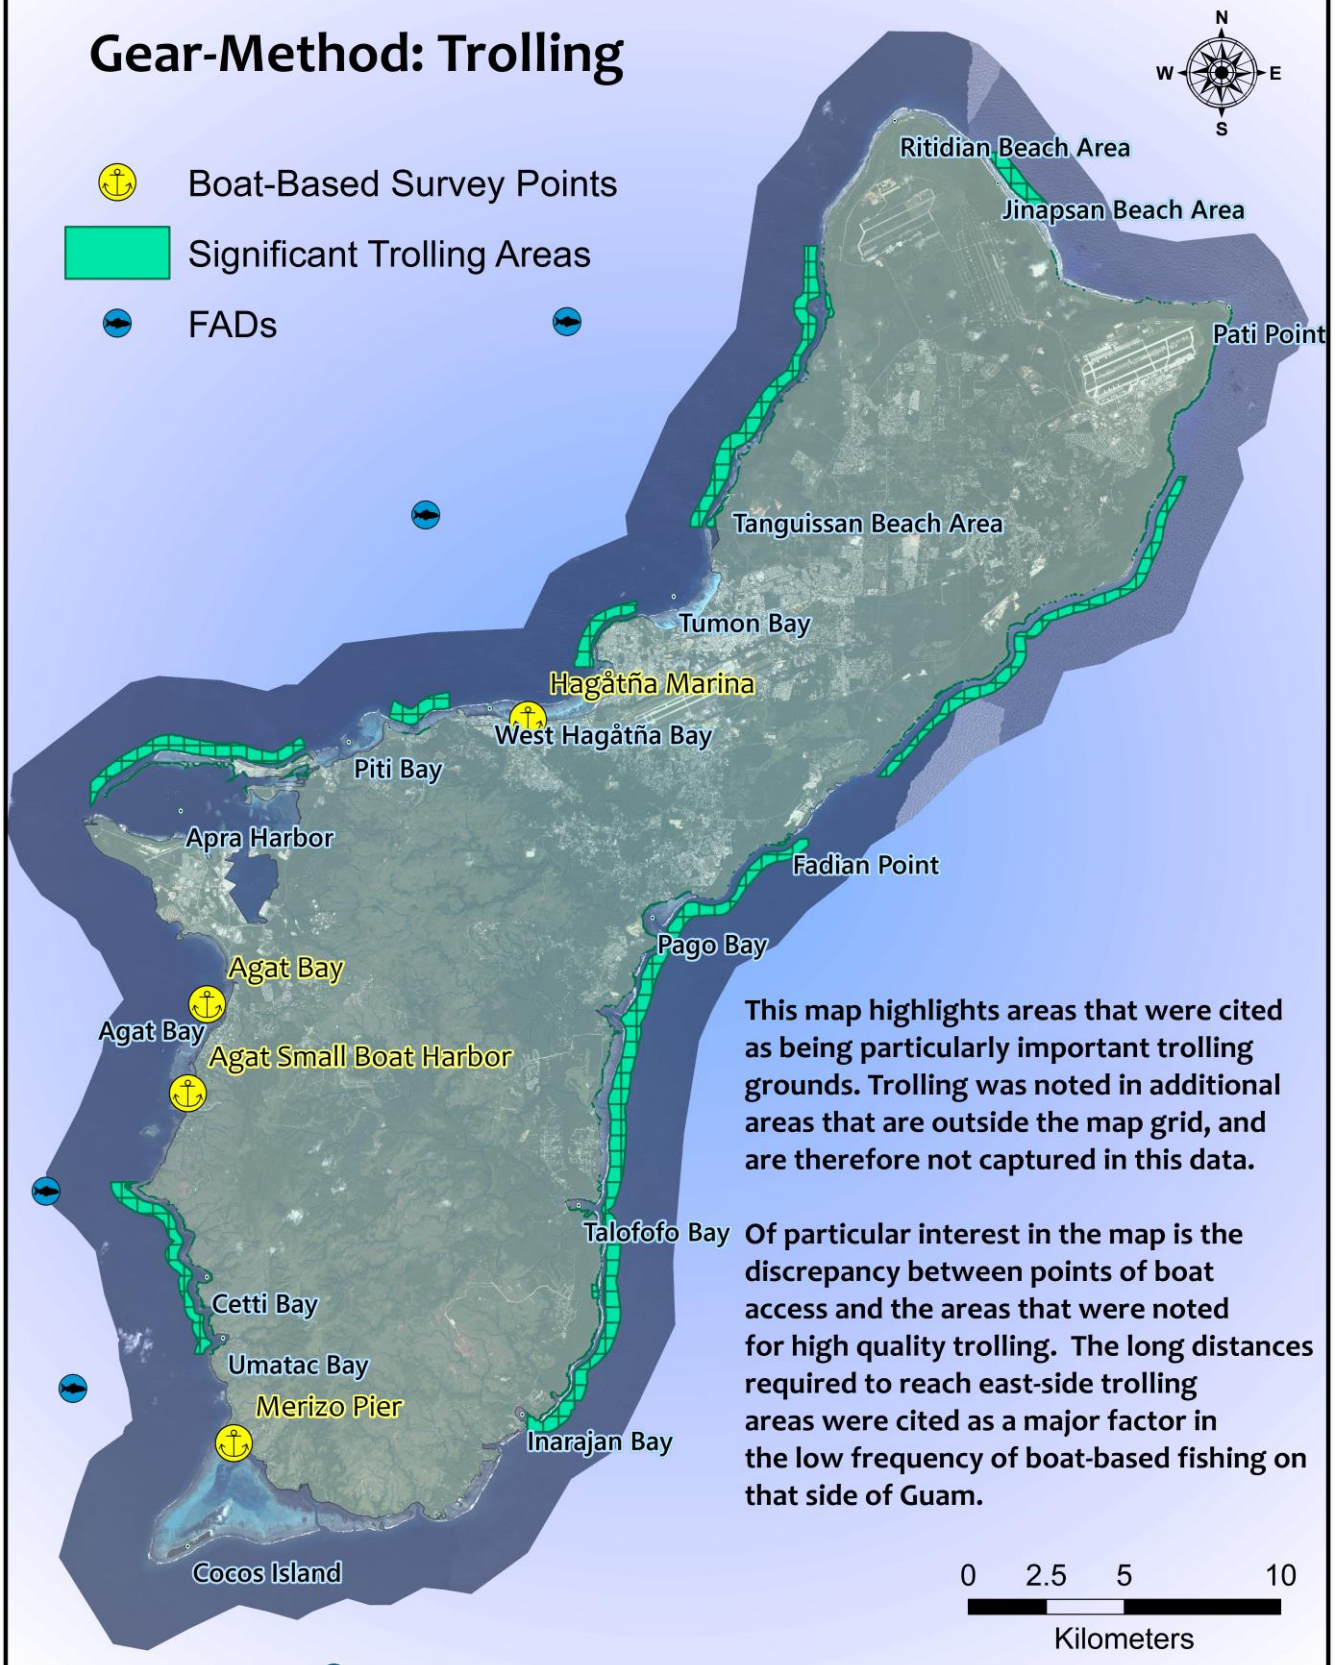 Gear-Method: Trolling
N
W
E
S
Boat-Based Survey Points
Significant Trolling Areas
FADs
Ritidian Beach Area
Jinapsan Beach Area
Pati Point
Tanguissan Beach Area
Tumon Bay
Hagåtña Marina
West Hagåtña Bay
Piti Bay
Apra Harbor
Fadian Point
Pago Bay
Agat Bay
Agat Bay
Agat Small Boat Harbor
Talofofo Bay
Cetti Bay
Umatac Bay
Merizo Pier
Inarajan Bay
Cocos Island
This map highlights areas that were cited
as being particularly important trolling
grounds. Trolling was noted in additional
areas that are outside the map grid, and
are therefore not captured in this data.
Of particular interest in the map is the
discrepancy between points of boat
access and the areas that were noted
for high quality trolling. The long distances
required to reach east-side trolling
areas were cited as a major factor in
the low frequency of boat-based fishing on
that side of Guam.
0 2.5 5 10
Kilometers